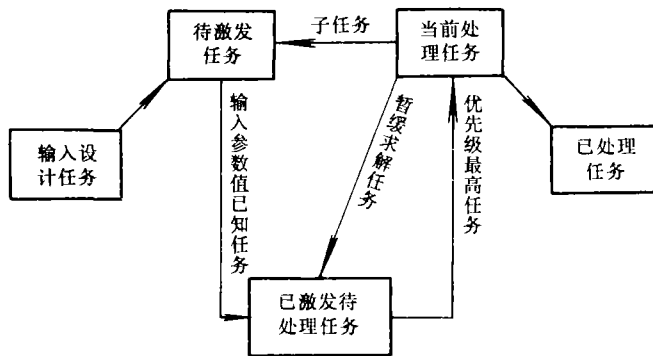 待激发
任务
子任务
当前处
理任务
输入设
计任务
输入参数值已知任务
暂缓求解任务
优先级最高任务
已处理
任务
已激发待
处理任务